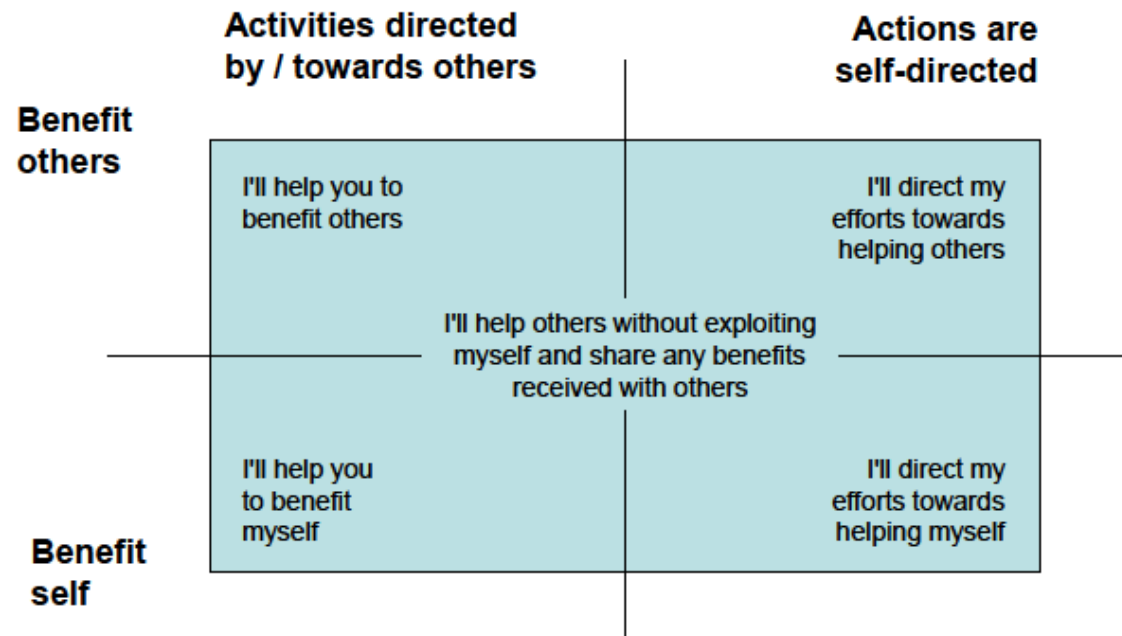 Activities directed
by / towards others
Actions are
self-directed
Benefit
others
I'll help you to
benefit others
I'll direct my
efforts towards
helping others
I'll help others without exploiting
myself and share any benefits
received with others
I'll help you
to benefit
myself
I'll direct my
efforts towards
helping myself
Benefit
self